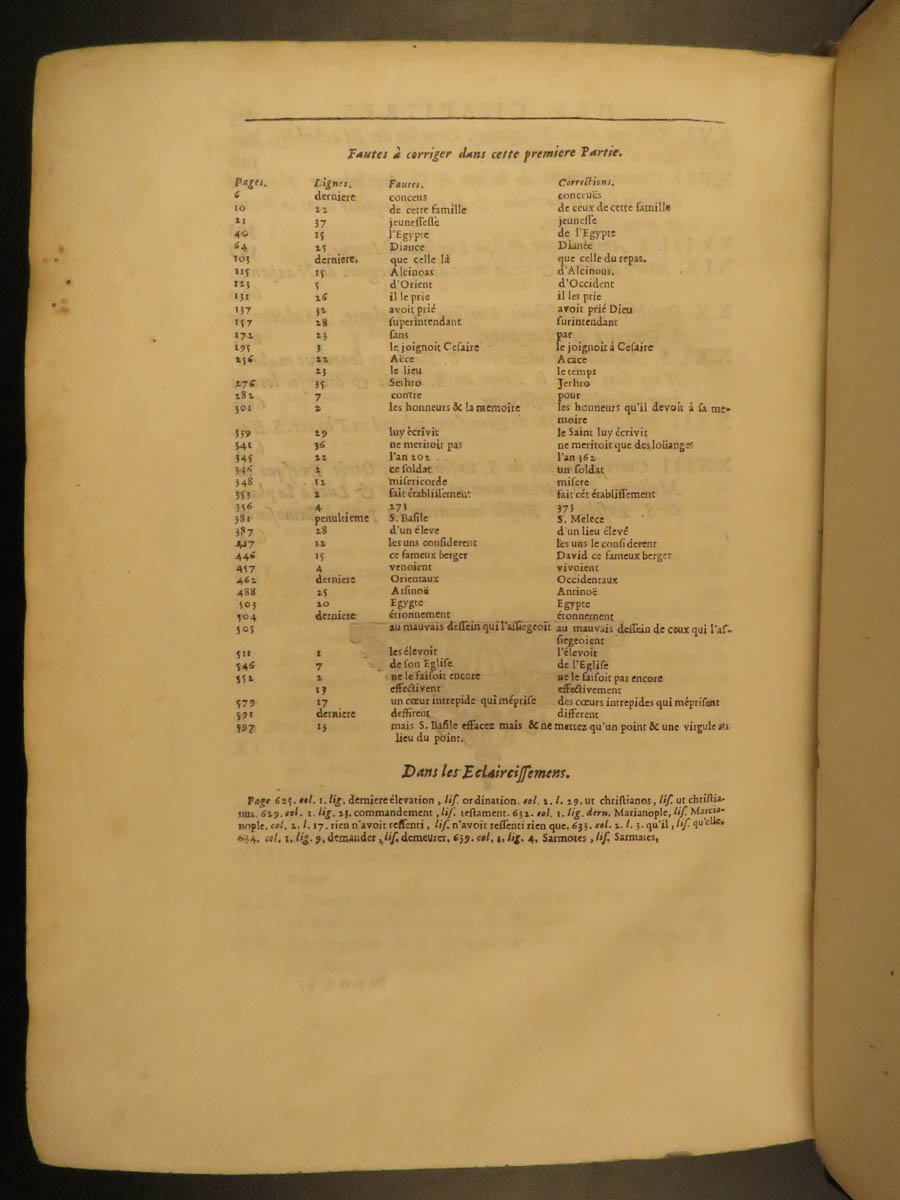 Fautes à corriger dans cette premiere Partie.
Pages. Lignes. Fautes. Corrections.
6 derniere conceus conceuës
10 22 de cette famille de ceux de cette famille
21 37 jeunessesse jeunesse
40 15 l'Egypte de l'Egypte
64 25 Diance Dianée
103 derniere. que celle là que celle du repas.
115 15 Alcinoas d'Alcinous.
123 5 d'Orient d'Occident
131 26 il le prie il les prie
137 32 avoit prié avoit prié Dieu
157 28 superintendant surintendant
172 23 sans par
195 3 le joignoit Cesaire le joignoit à Cesaire
256 22 Aëce Acace
23 le lieu le temps
276 35 Sethro Jethro
282 7 contre pour
301 2 les honneurs & la memoire les honneurs qu'il devoit à sa me-
moire
339 29 luy écrivit le Saint luy écrivit
341 36 ne meritoit pas ne meritoit que des loüanges
345 22 l'an 202 l'an 362
346 2 ce soldat un soldat
348 12 misericorde misere
353 2 fait établissement fait cét établissement
356 4 273 373
381 penultieme S. Basile S. Melece
387 28 d'un éleve d'un lieu élevé
12 les uns considerent les uns le considerent
446 15 ce fameux berger David ce fameux berger
457 4 venoient vivoient
462 derniere Orientaux Occidentaux
488 25 Arsinoë Antinoë
503 20 Egygte Egypte
504 derniere étionnement étonnement
505 au mauvais dessein qui l'assiegeoit au mauvais dessein de ceux qui l'as-
siegeoient
511 1 les élevoit l'élevoit
546 7 de son Eglise de l'Eglise
552 2 ne le faisoit encore ne le faisoit pas encore
13 effectivent effectivement
579 17 un cœur intrepide qui méprise des cœurs intrepides qui méprisent
591 derniere deffirent different
597 13 mais S. Basile effacez mais & ne mettez qu'un point & une virgule au
lieu du point.
Dans les Eclaircissemens.
Page 625. col. 1. lig. derniere élevation, lis. ordination. col. 2. l. 29. ut christianos, lis. ut christia-
nus. 629. col. 1. lig. 23. commandement, lis. testament. 632. col. 1. lig. dern. Marianople, lis. Marcia-
nople. col. 2. l. 17. rien n'avoit ressenti, lis. n'avoit ressenti rien que. 633. col. 2. l. 3. qu'il, lis. qu'elle.
634. col. 1. lig. 9. demander, lis. demeurer. 639. col. 1. lig. 4. Sarmotes, lis. Sarmates.